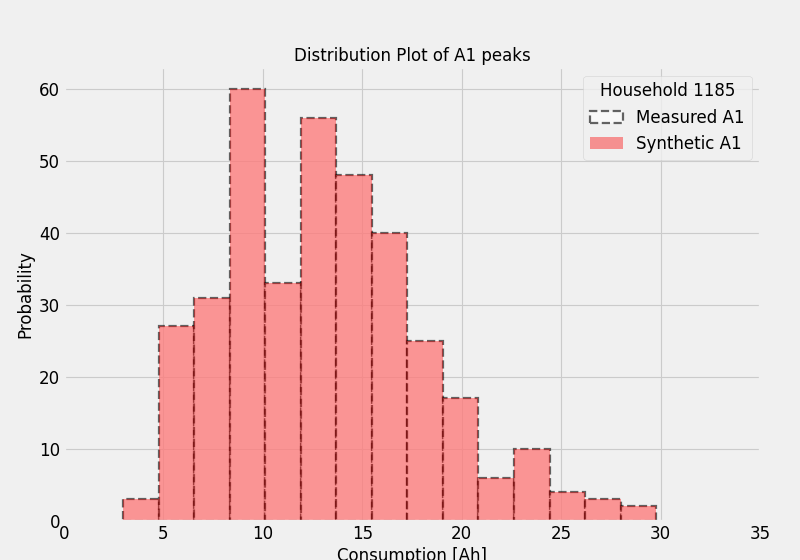 Distribution Plot of A1 peaks
Household 1185
Measured A1
Synthetic A1
Probability
60
50
40
30
20
10
0
0 5 10 15 20 25 30 35
Consumption [Ah]